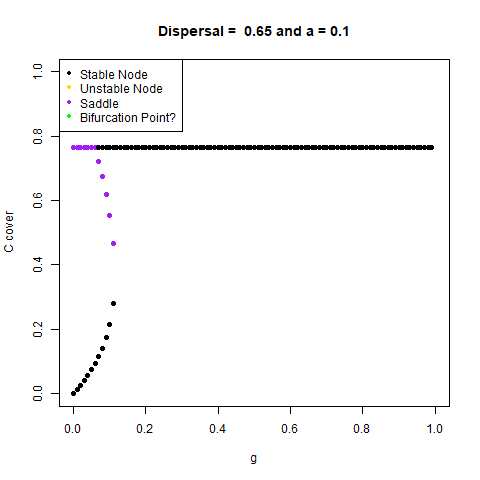 Dispersal =  0.65 and a = 0.1
Stable Node
Unstable Node
Saddle
Bifurcation Point?
C cover
1.0
0.8
0.6
0.4
0.2
0.0
0.0 0.2 0.4 0.6 0.8 1.0
g